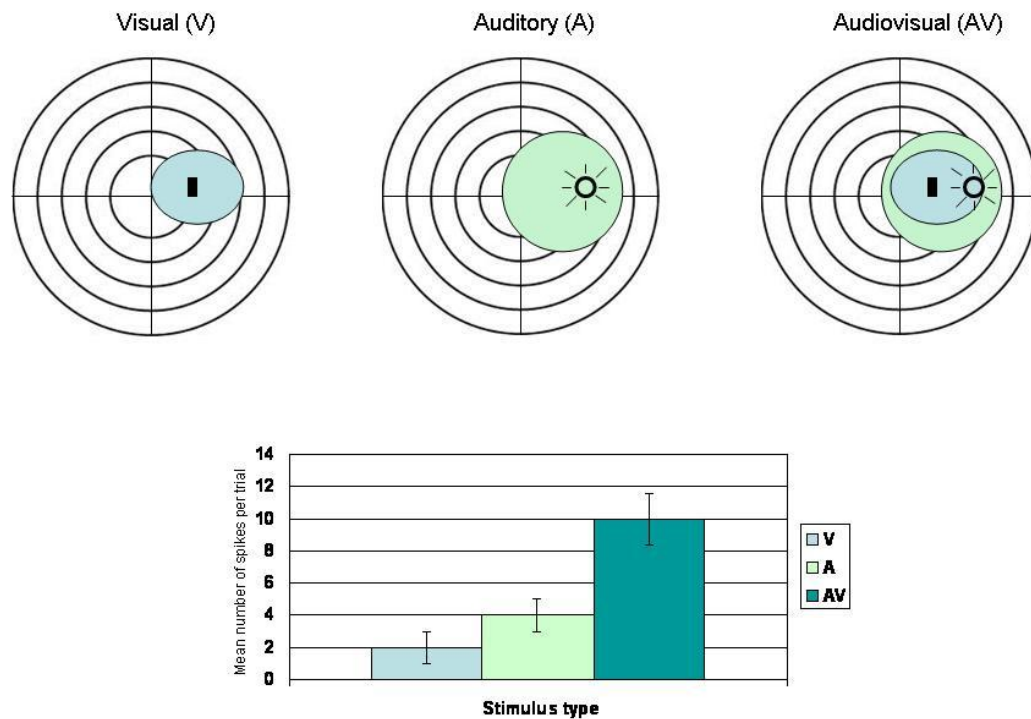 Visual (V)
Auditory (A)
Audiovisual (AV)
Mean number of spikes per trial
14
12
10
8
6
4
2
0
V
A
AV
Stimulus type